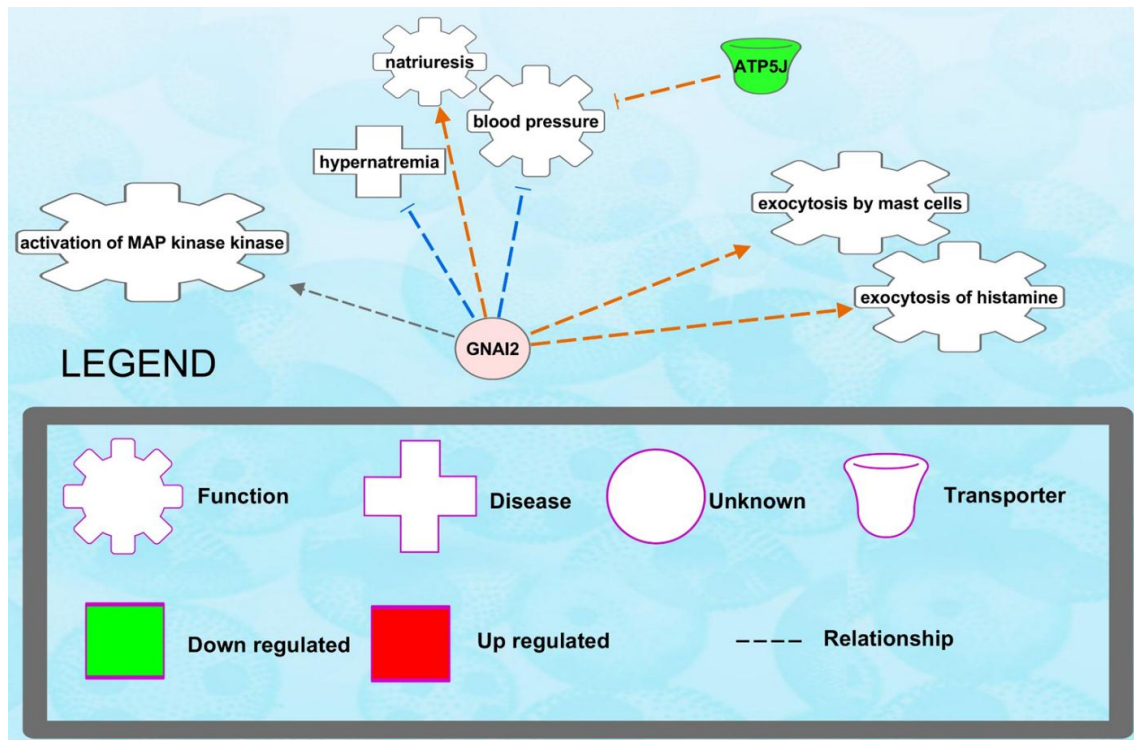 natriuresis
ATP5J
blood pressure
hypernatremia
exocytosis by mast cells
activation of MAP kinase kinase
exocytosis of histamine
GNAI2
LEGEND
Function
Disease
Unknown
Transporter
Down regulated
Up regulated
Relationship